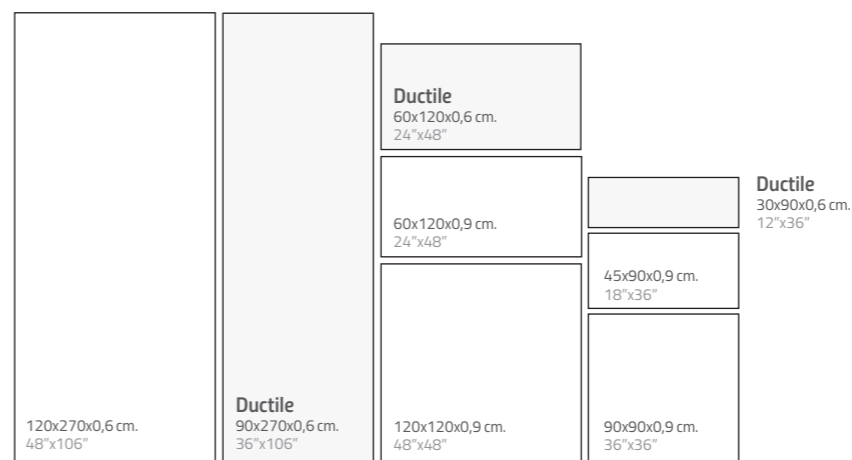 120x270x0,6 cm.
48”x106”
Ductile
90x270x0,6 cm.
36”x106”
Ductile
60x120x0,6 cm.
24”x48”
60x120x0,9 cm.
24”x48”
120x120x0,9 cm.
48”x48”
Ductile
30x90x0,6 cm.
12”x36”
45x90x0,9 cm.
18”x36”
90x90x0,9 cm.
36”x36”